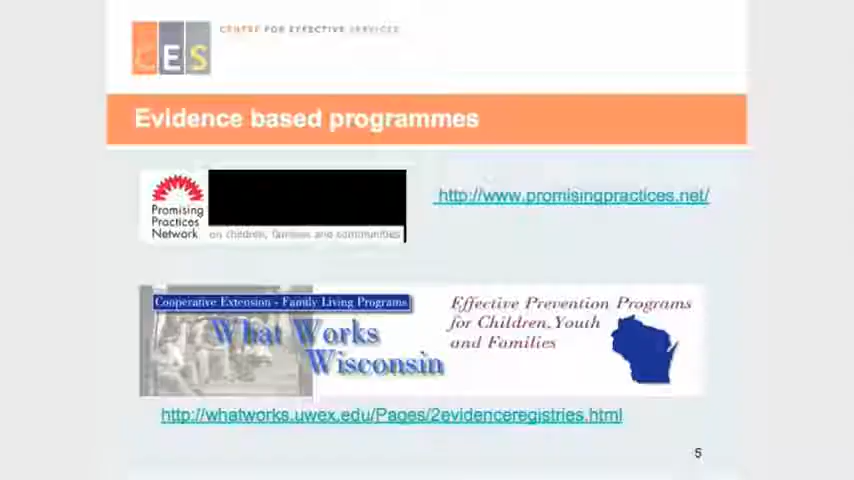 CES
CENTRE FOR EFFECTIVE SERVICES
Evidence based programmes
Promising
Practices
Network
on children, families and communities
http://www.promisingpractices.net/
Cooperative Extension - Family Living Programs
What Works
Wisconsin
Effective Prevention Programs
for Children, Youth
and Families
http://whatworks.uwex.edu/Pages/2evidenceregistries.html
5